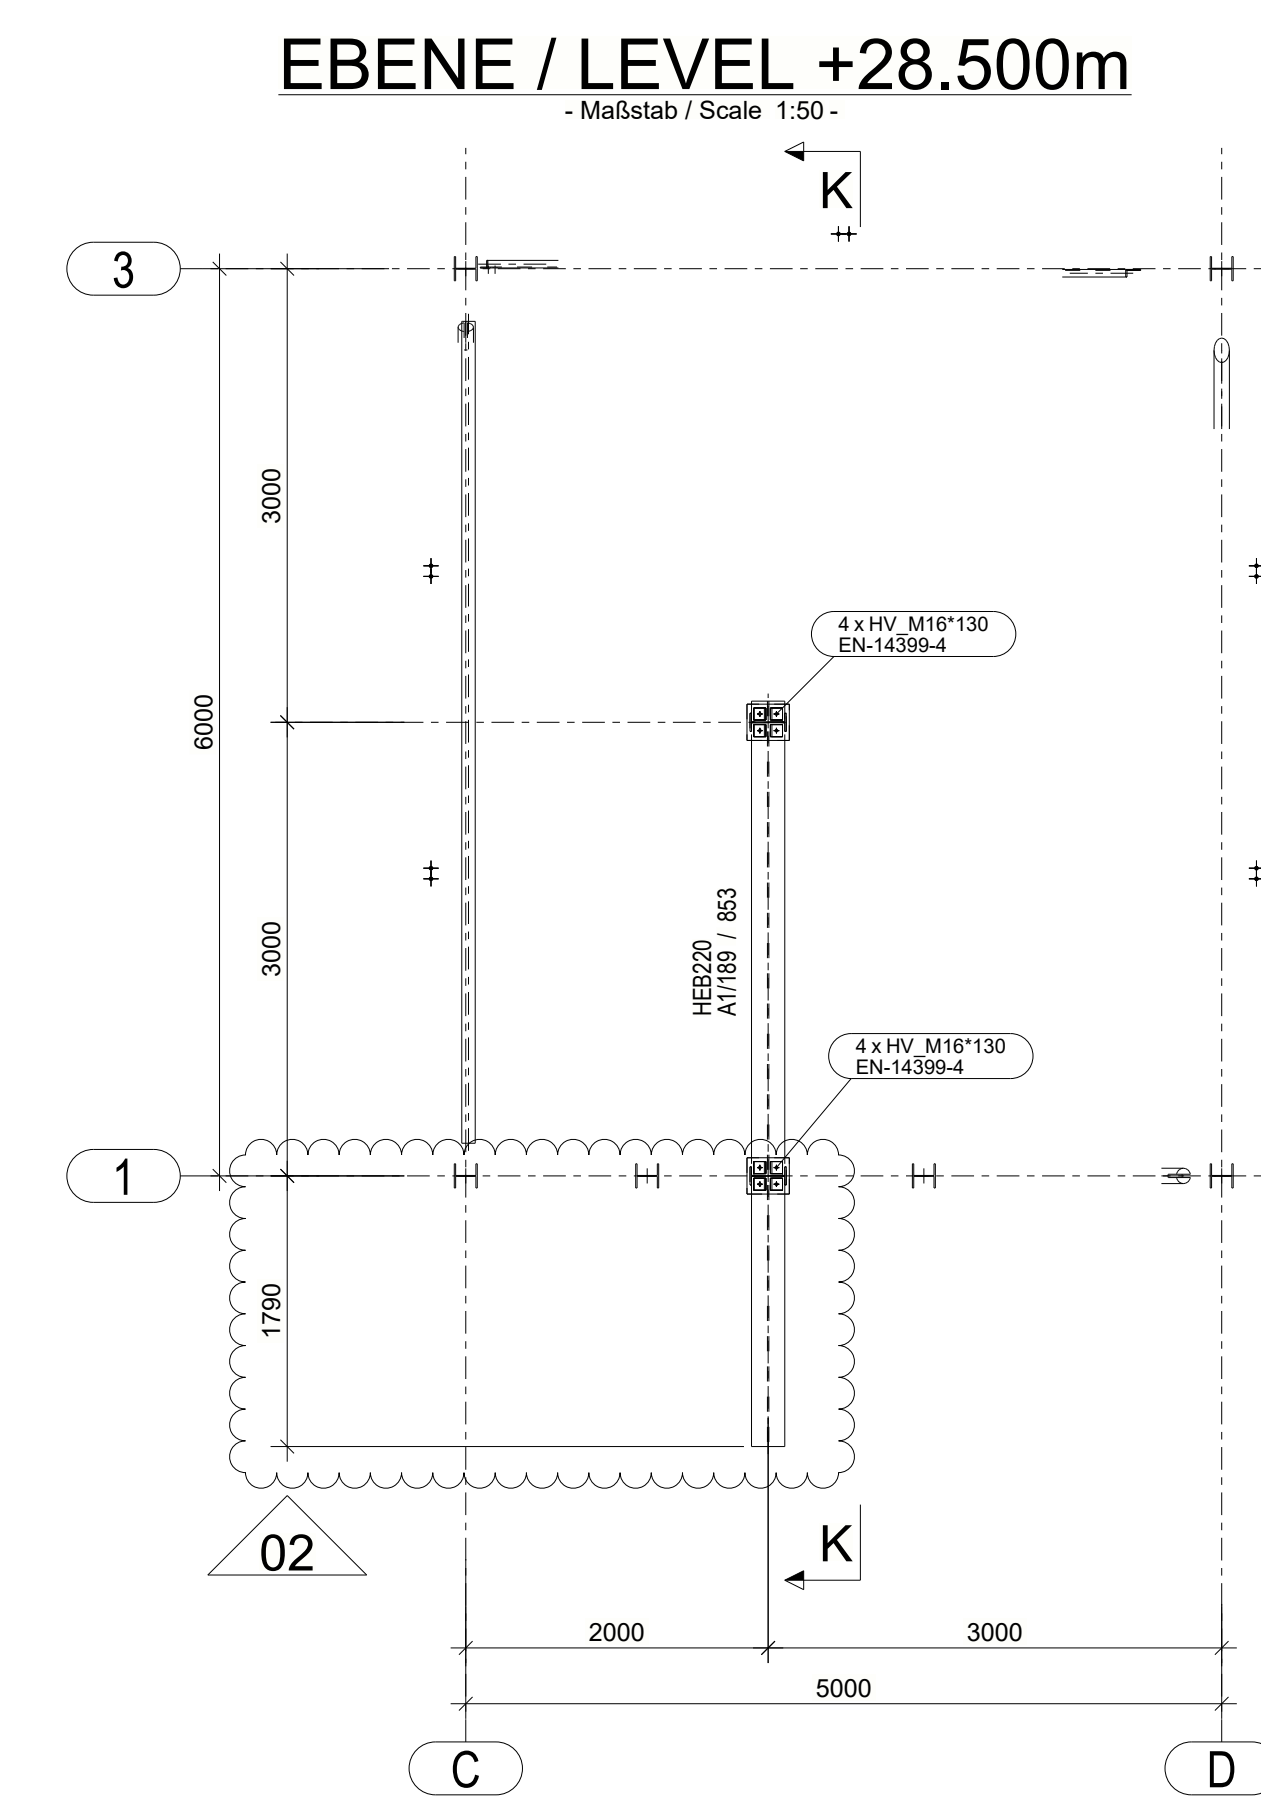 EBENE / LEVEL +28.500m
- Maßstab / Scale 1:50 -
K
3
3000
4 x HV_M16*130
EN-14399-4
6000
HEB220
A1/189 / 853
3000
4 x HV_M16*130
EN-14399-4
1
1790
02
K
2000
3000
5000
C
D